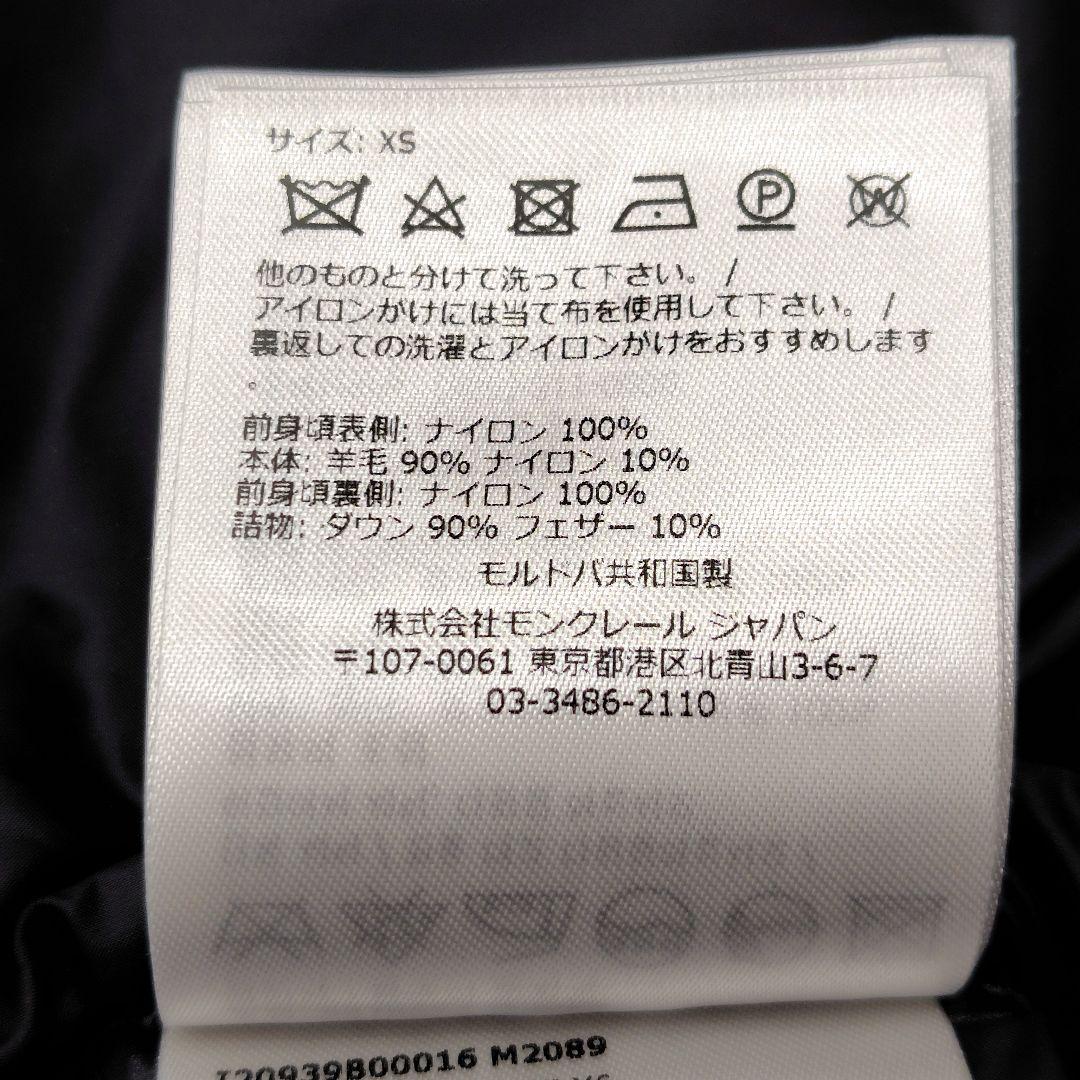 サイズ: XS
P W
他のものと分けて洗って下さい。 /
アイロンがけには当て布を使用して下さい。 /
裏返しての洗濯とアイロンがけをおすすめします
。
前身頃表側: ナイロン 100%
本体: 羊毛 90% ナイロン 10%
前身頃裏側: ナイロン 100%
詰物: ダウン 90% フェザー 10%
モルドバ共和国製
株式会社モンクレール ジャパン
〒107-0061 東京都港区北青山3-6-7
03-3486-2110
I20939B00016 M2089